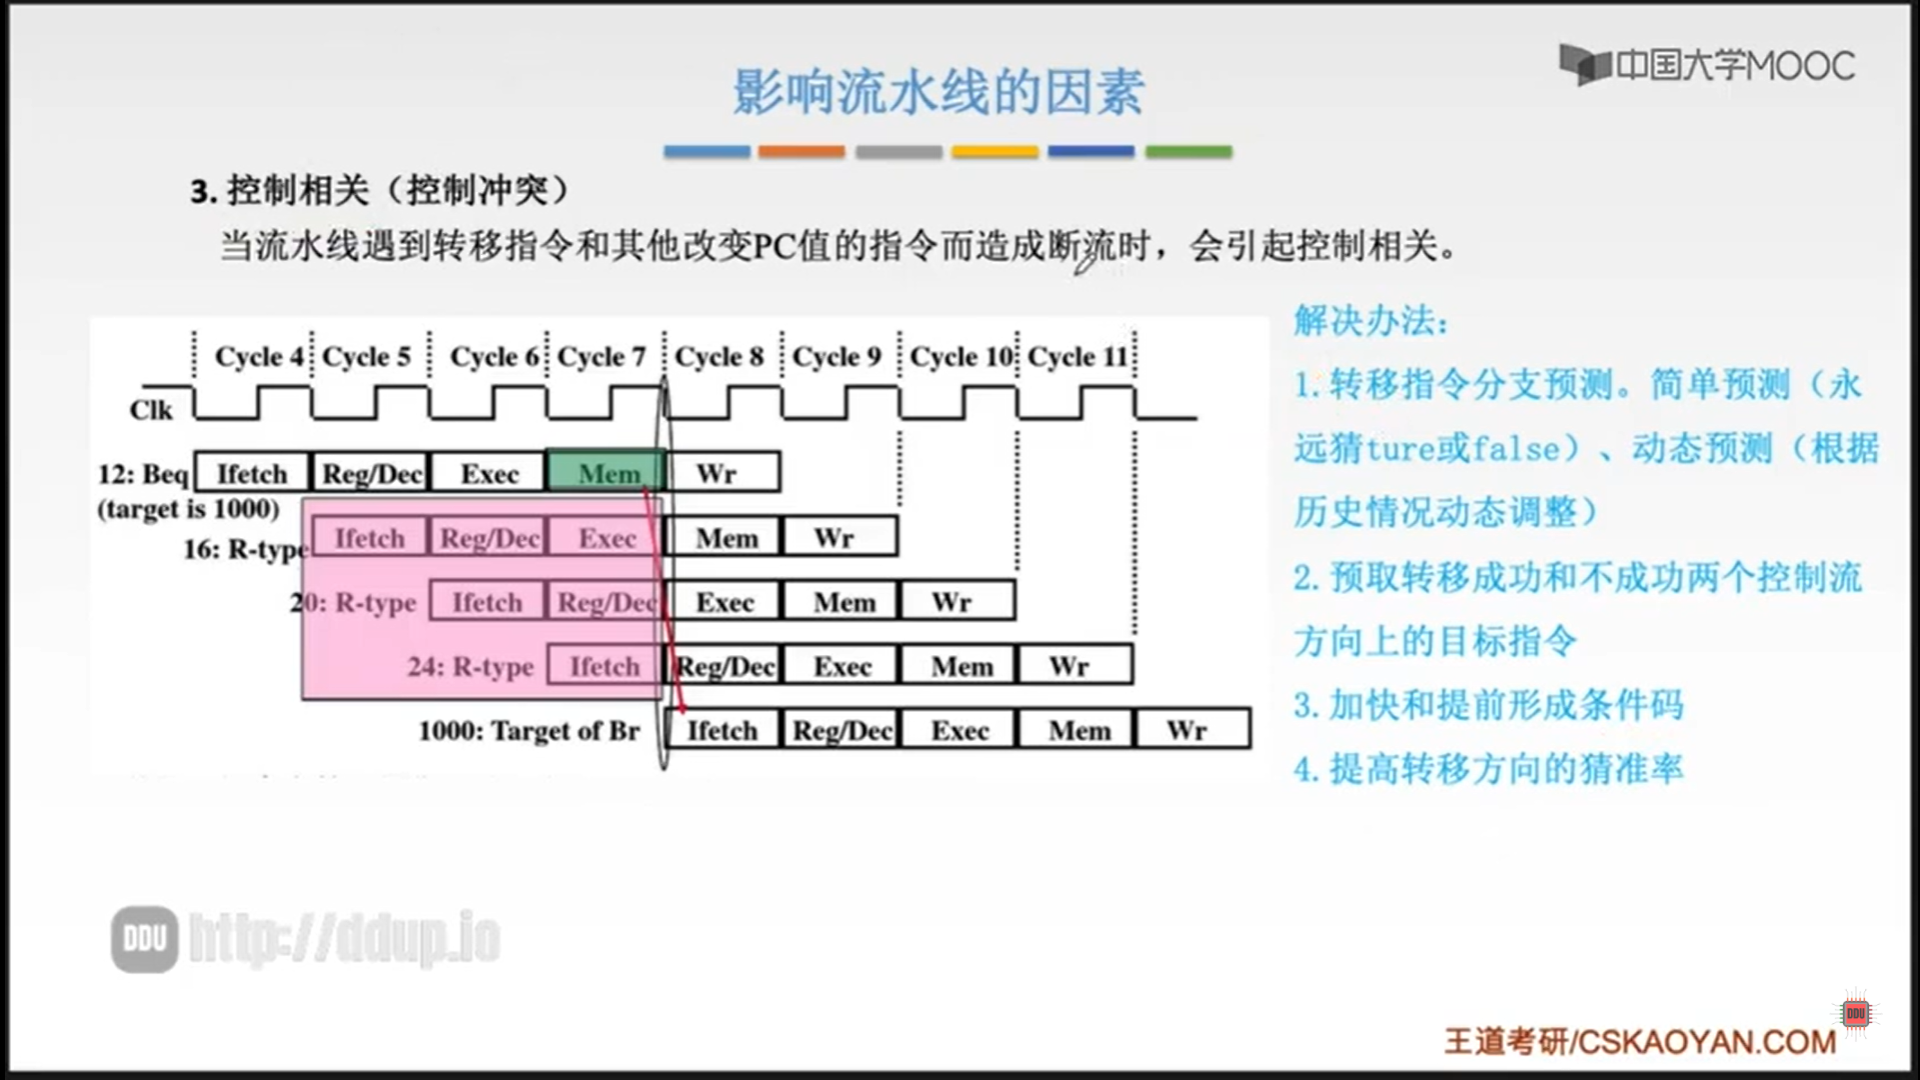 中国大学MOOC
影响流水线的因素
3. 控制相关（控制冲突）
当流水线遇到转移指令和其他改变PC值的指令而造成断流时，会引起控制相关。
Cycle 4 Cycle 5 Cycle 6 Cycle 7 Cycle 8 Cycle 9 Cycle 10 Cycle 11
Clk
12: Beq Ifetch Reg/Dec Exec Mem Wr
(target is 1000)
16: R-type Ifetch Reg/Dec Exec Mem Wr
20: R-type Ifetch Reg/Dec Exec Mem Wr
24: R-type Ifetch Reg/Dec Exec Mem Wr
1000: Target of Br Ifetch Reg/Dec Exec Mem Wr
解决办法:
1.转移指令分支预测。简单预测（永
远猜ture或false）、动态预测（根据
历史情况动态调整）
2.预取转移成功和不成功两个控制流
方向上的目标指令
3.加快和提前形成条件码
4.提高转移方向的猜准率
DDU http://ddup.io
DDU
王道考研/CSKAOYAN.COM